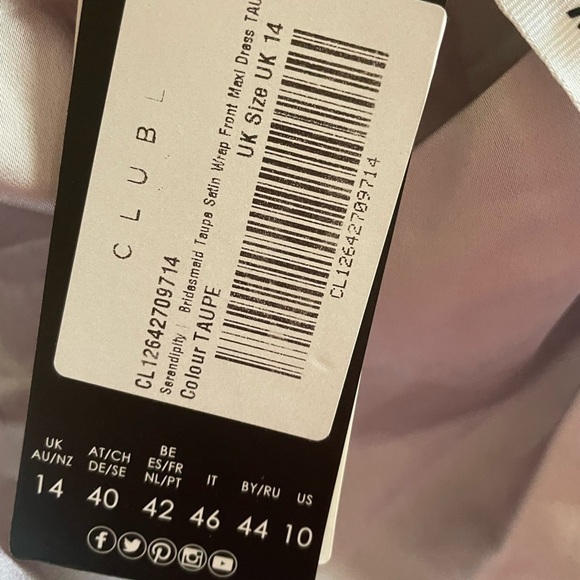 CLUB L
CL12642709714
Serendipity | Bridesmaid Taupe Satin Wrap Front Maxi Dress TAU
Colour TAUPE
UK Size UK 14
CL12642709714
UK
AU/NZ
14
AT/CH
DE/SE
40
BE
ES/FR
NL/PT
42
IT
46
BY/RU
44
US
10